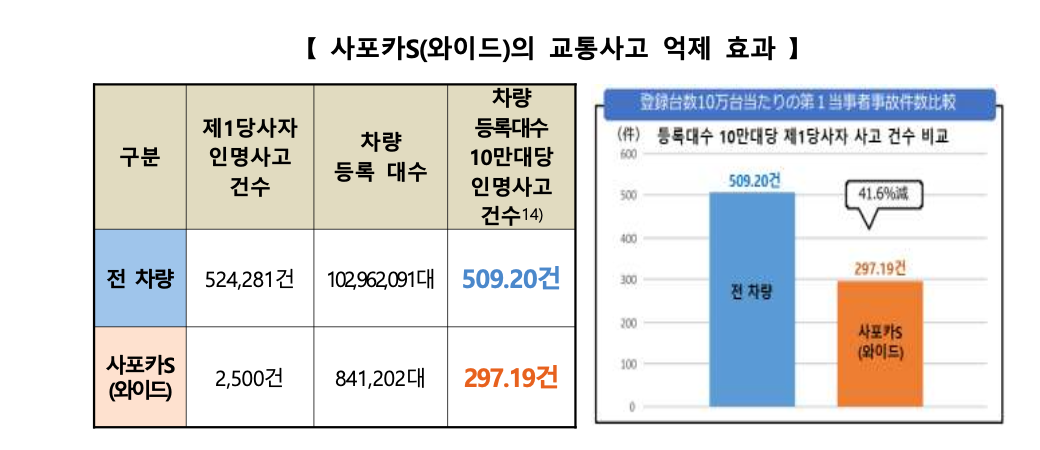 【 사포카S(와이드)의 교통사고 억제 효과 】
구분
제1당사자
인명사고
건수
차량
등록 대수
차량
등록대수
10만대당
인명사고
건수14)
전 차량
524,281건
102,962,091대
509.20건
사포카S
(와이드)
2,500건
841,202대
297.19건
登録台数10万台当たりの第1当事者事故件数比較
(件) 등록대수 10만대당 제1당사자 사고 건수 비교
600
500
400
300
200
100
0
509.20건
전 차량
41.6%減
297.19건
사포카S
(와이드)